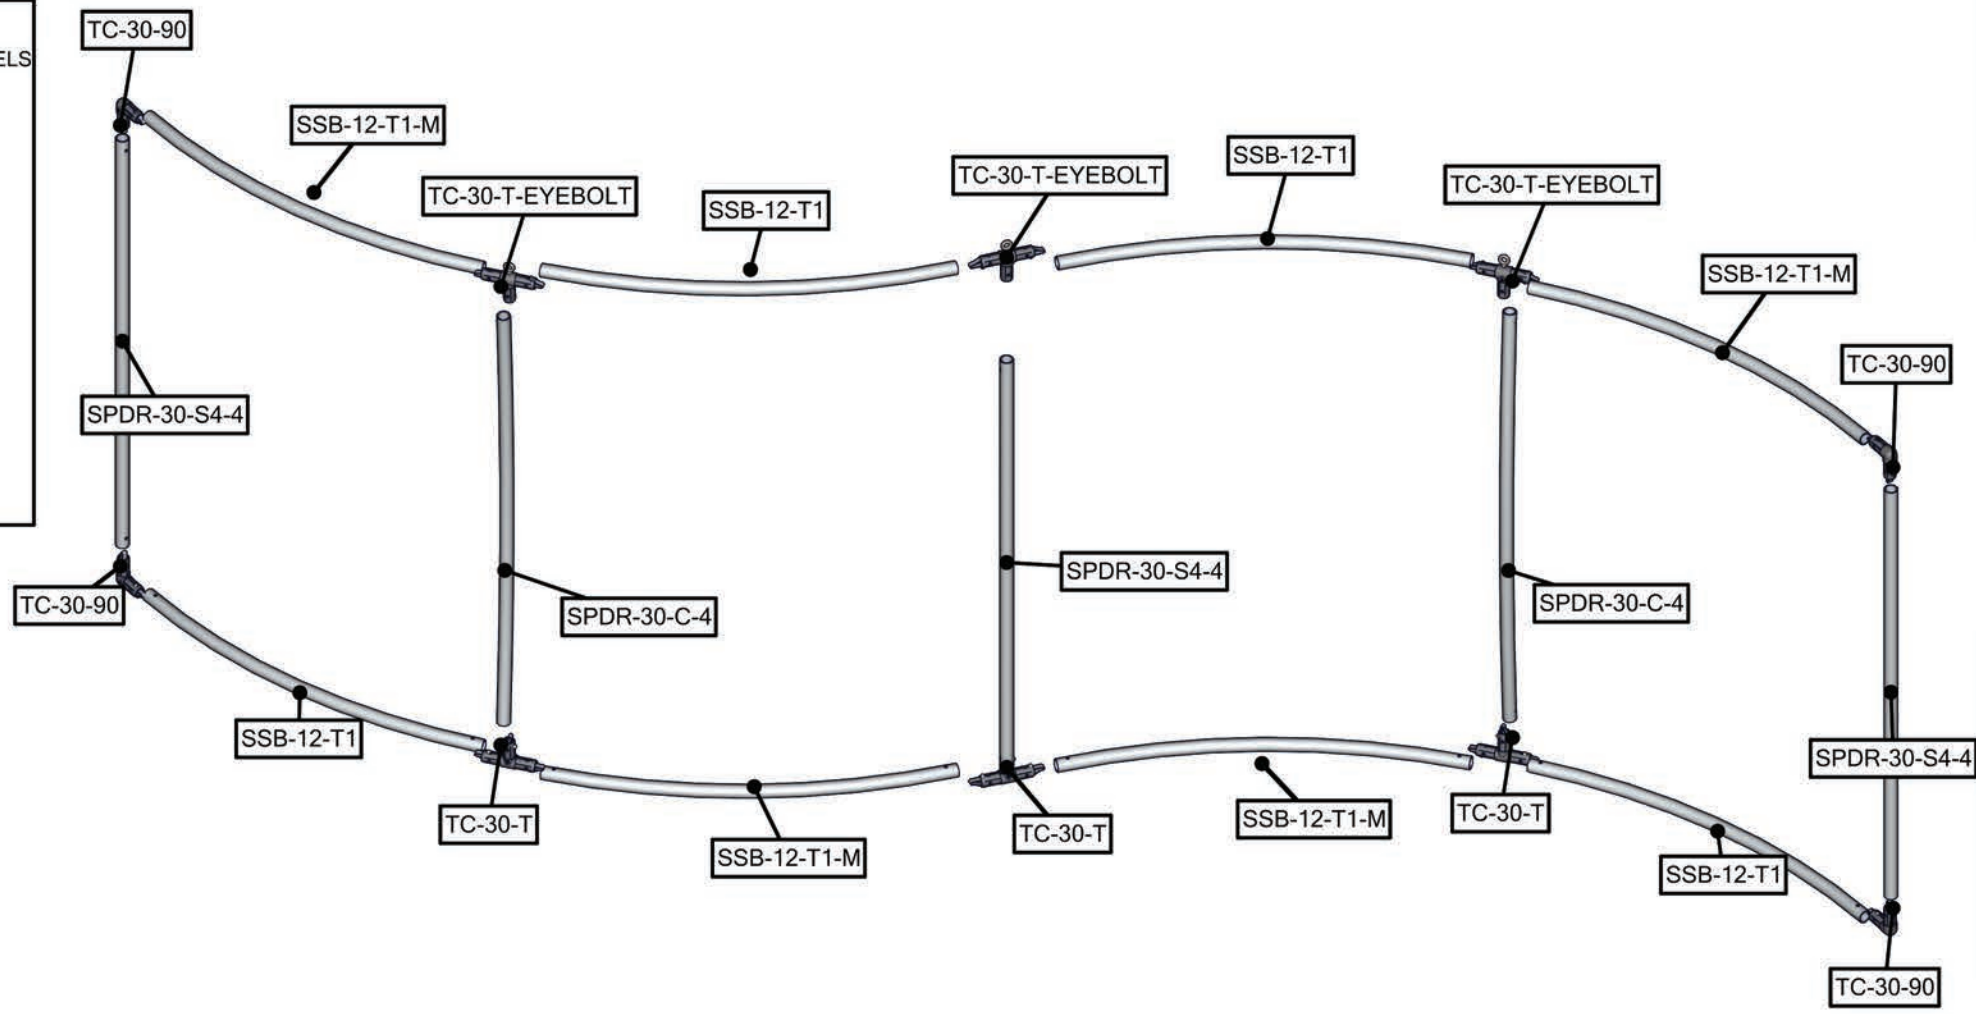 TC-30-90
ELS
SSB-12-T1-M
TC-30-T-EYEBOLT
SSB-12-T1
TC-30-T-EYEBOLT
SSB-12-T1
TC-30-T-EYEBOLT
SSB-12-T1-M
TC-30-90
SPDR-30-S4-4
TC-30-90
SPDR-30-C-4
SPDR-30-S4-4
SPDR-30-C-4
SSB-12-T1
SPDR-30-S4-4
TC-30-T
SSB-12-T1-M
TC-30-T
SSB-12-T1-M
TC-30-T
SSB-12-T1
TC-30-90